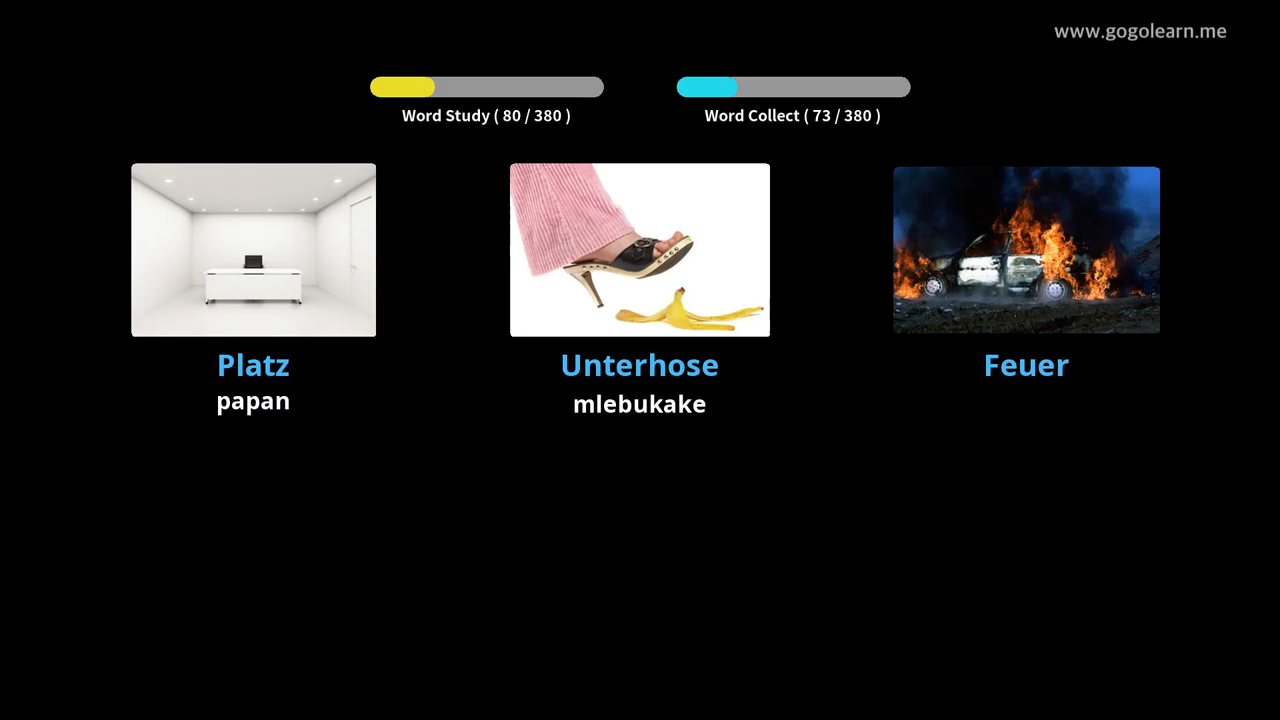 www.gogolearn.me
Word Study ( 80 / 380 )
Word Collect ( 73 / 380 )
Platz
papan
Unterhose
mlebukake
Feuer